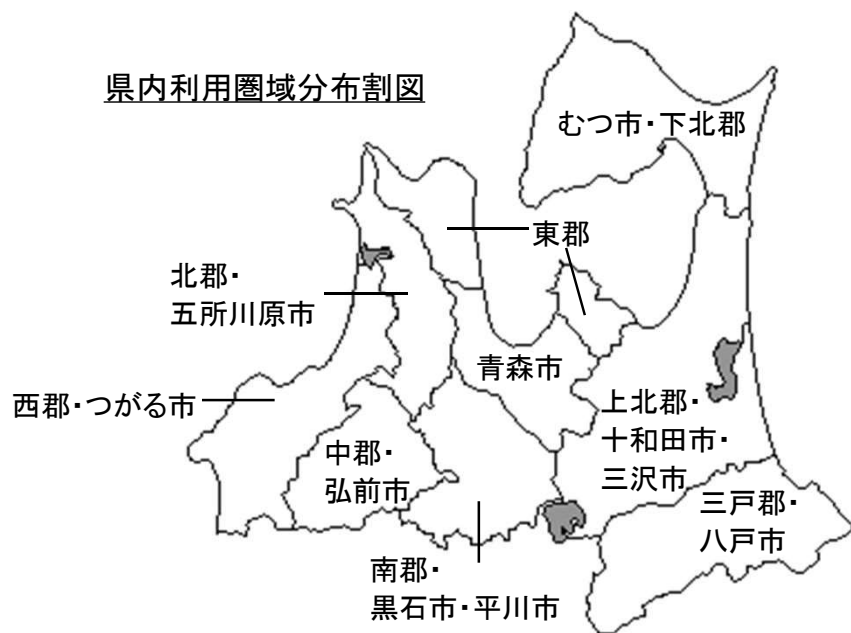 県内利用圏域分布割図
むつ市・下北郡
東郡
北郡・
五所川原市
青森市
西郡・つがる市
上北郡・
十和田市・
三沢市
中郡・
弘前市
三戸郡・
八戸市
南郡・
黒石市・平川市